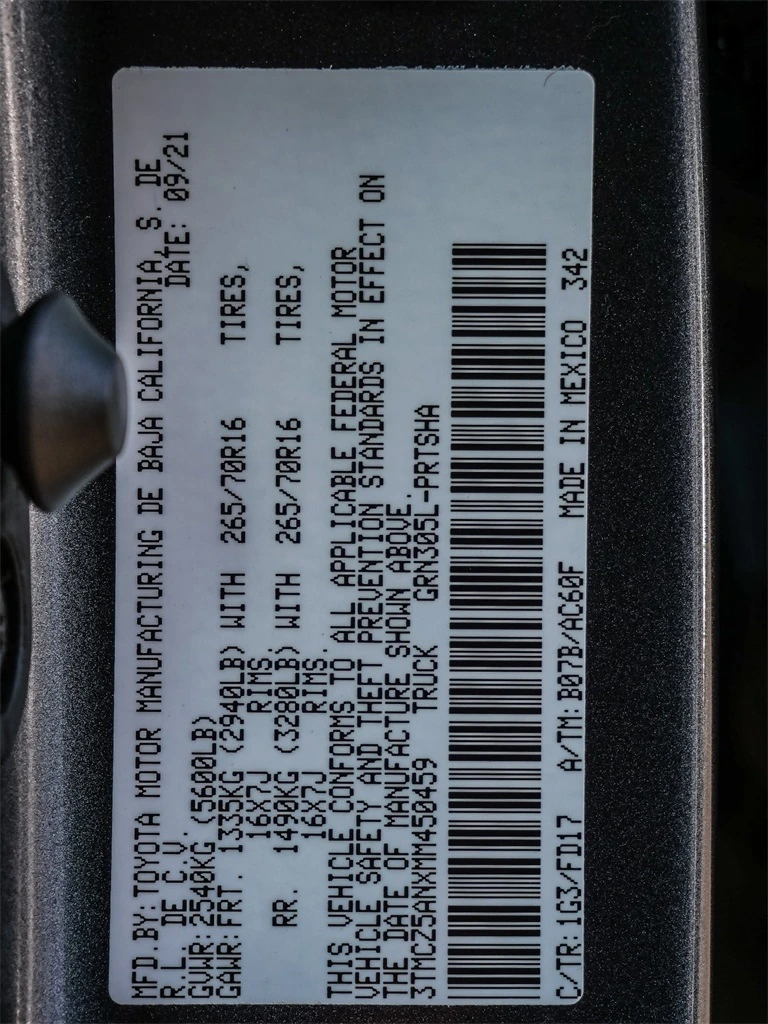 MFD.BY: TOYOTA MOTOR MANUFACTURING DE BAJA CALIFORNIA, S. DE
R.L. DE C.V. DATE: 09/21
GVWR: 2540KG (5600LB)
GAWR: FRT. 1335KG (2940LB) WITH 265/70R16 TIRES,
16X7J RIMS.
RR. 1490KG (3280LB) WITH 265/70R16 TIRES,
16X7J RIMS.
THIS VEHICLE CONFORMS TO ALL APPLICABLE FEDERAL MOTOR
VEHICLE SAFETY AND THEFT PREVENTION STANDARDS IN EFFECT ON
THE DATE OF MANUFACTURE SHOWN ABOVE.
3TMCZ5ANXMM450459 TRUCK GRN305L-PRTSHA
C/TR: 1G3/FD17 A/TM: B07B/AC60F MADE IN MEXICO 342